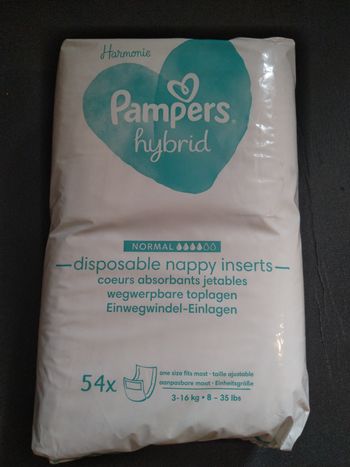 Harmonie
Pampers
hybrid
NORMAL
disposable nappy inserts
coeurs absorbants jetables
wegwerpbare toplagen
Einwegwindel-Einlagen
54x
one size fits most · taille ajustable
aanpasbare maat · Einheitsgröße
3-16 kg · 8 - 35 lbs